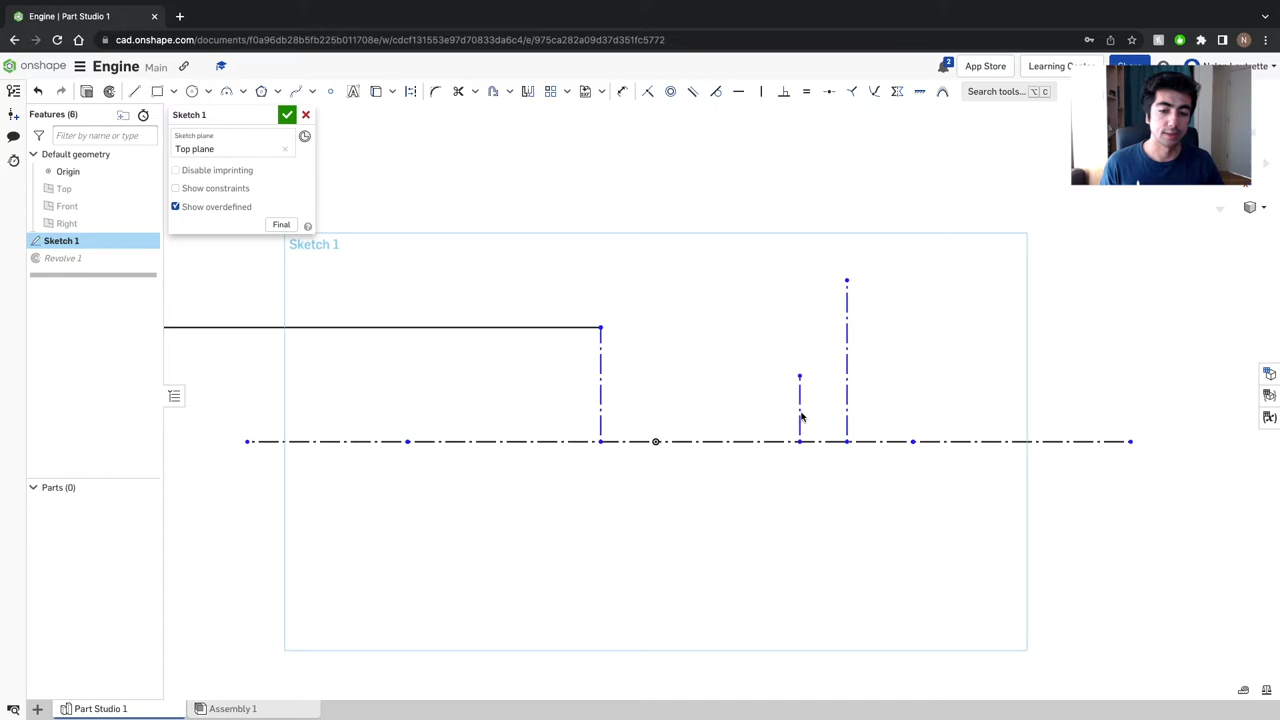 Engine | Part Studio 1
cad.onshape.com/documents/f0a96db28b5fb225b011708e/w/cdcf131553e97d70833d51c6a4c6/e/975ca282a09d37d351fc5772
onshape
Engine
Main
2
App Store
Learning
N
Search tools...
C
Features (6)
Filter by name or type
Default geometry
Origin
Top
Front
Right
Sketch 1
Revolve 1
Parts (0)
Sketch 1
Sketch plane
Top plane
Disable imprinting
Show constraints
Show overdefined
Final
Sketch 1
Part Studio 1
Assembly 1